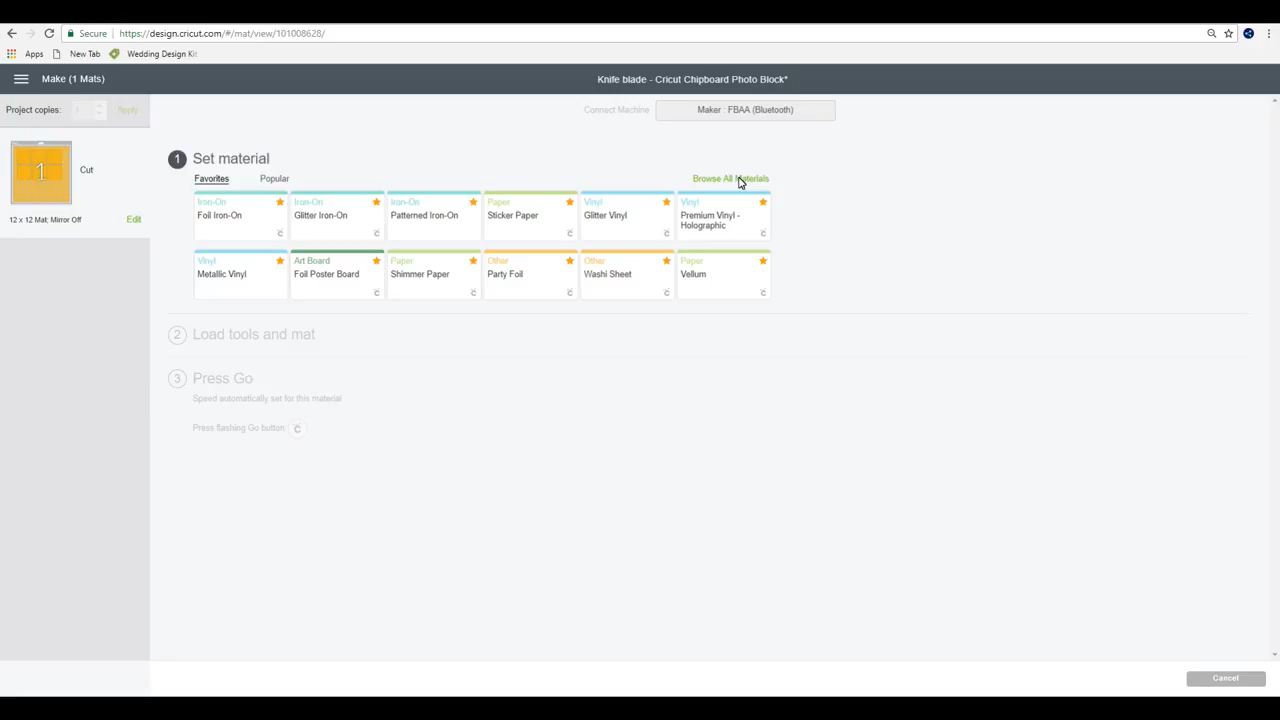 Secure https://design.cricut.com/#/mat/view/101008628/
Apps New Tab Wedding Design Kit
Make (1 Mats) Knife blade - Cricut Chipboard Photo Block*
Project copies: 1 Apply
Connect Machine Maker : FBAA (Bluetooth)
1 Cut
12 x 12 Mat, Mirror Off Edit
1 Set material
Favorites Popular Browse All Materials
Iron-On Iron-On Iron-On Paper Vinyl Vinyl
Foil Iron-On Glitter Iron-On Patterned Iron-On Sticker Paper Glitter Vinyl Premium Vinyl -
Holographic
Vinyl Art Board Paper Other Other Paper
Metallic Vinyl Foil Poster Board Shimmer Paper Party Foil Washi Sheet Vellum
2 Load tools and mat
3 Press Go
Speed automatically set for this material
Press flashing Go button
Cancel